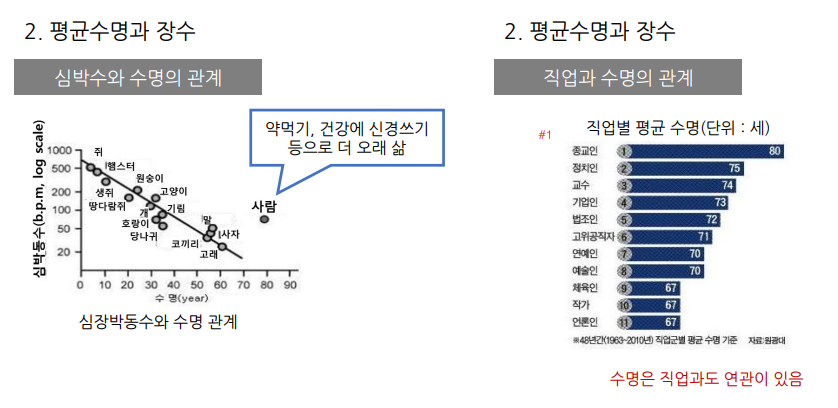 2. 평균수명과 장수
심박수와 수명의 관계
약먹기, 건강에 신경쓰기
등으로 더 오래 삶
심박동수(b.p.m, log scale)
1000
500
200
100
50
20
쥐
햄스터
생쥐
원숭이
땅다람쥐
고양이
개
기림
호랑이
당나귀
말
사자
코끼리
고래
사람
0 10 20 30 40 50 60 70 80 90
수 명(year)
심장박동수와 수명 관계
2. 평균수명과 장수
직업과 수명의 관계
#1
직업별 평균 수명(단위 : 세)
종교인 1 80
정치인 2 75
교수 3 74
기업인 4 73
법조인 5 72
고위공직자 6 71
연예인 7 70
예술인 8 70
체육인 9 67
작가 10 67
언론인 11 67
※48년간(1963~2010년) 직업군별 평균 수명 기준 자료:원광대
수명은 직업과도 연관이 있음